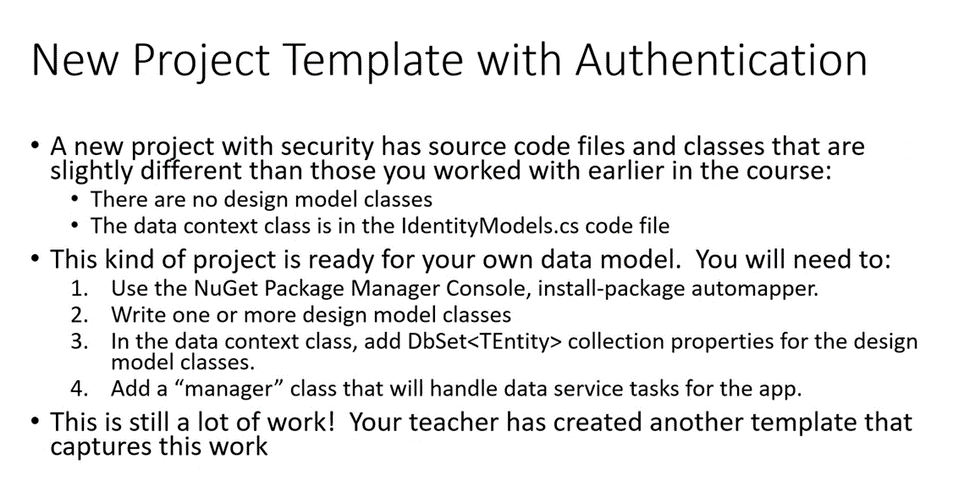 New Project Template with Authentication
• A new project with security has source code files and classes that are
slightly different than those you worked with earlier in the course:
• There are no design model classes
• The data context class is in the IdentityModels.cs code file
• This kind of project is ready for your own data model.  You will need to:
1. Use the NuGet Package Manager Console, install-package automapper.
2. Write one or more design model classes
3. In the data context class, add DbSet<TEntity> collection properties for the design
model classes.
4. Add a “manager” class that will handle data service tasks for the app.
• This is still a lot of work!  Your teacher has created another template that
captures this work